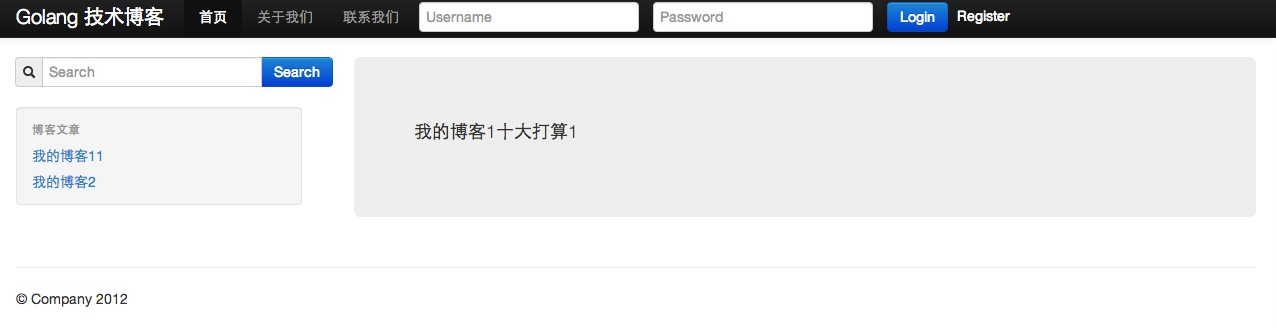 Golang 技术博客 首页 关于我们 联系我们 Username Password Login Register
Search Search
博客文章
我的博客11
我的博客2
我的博客1十大打算1
© Company 2012